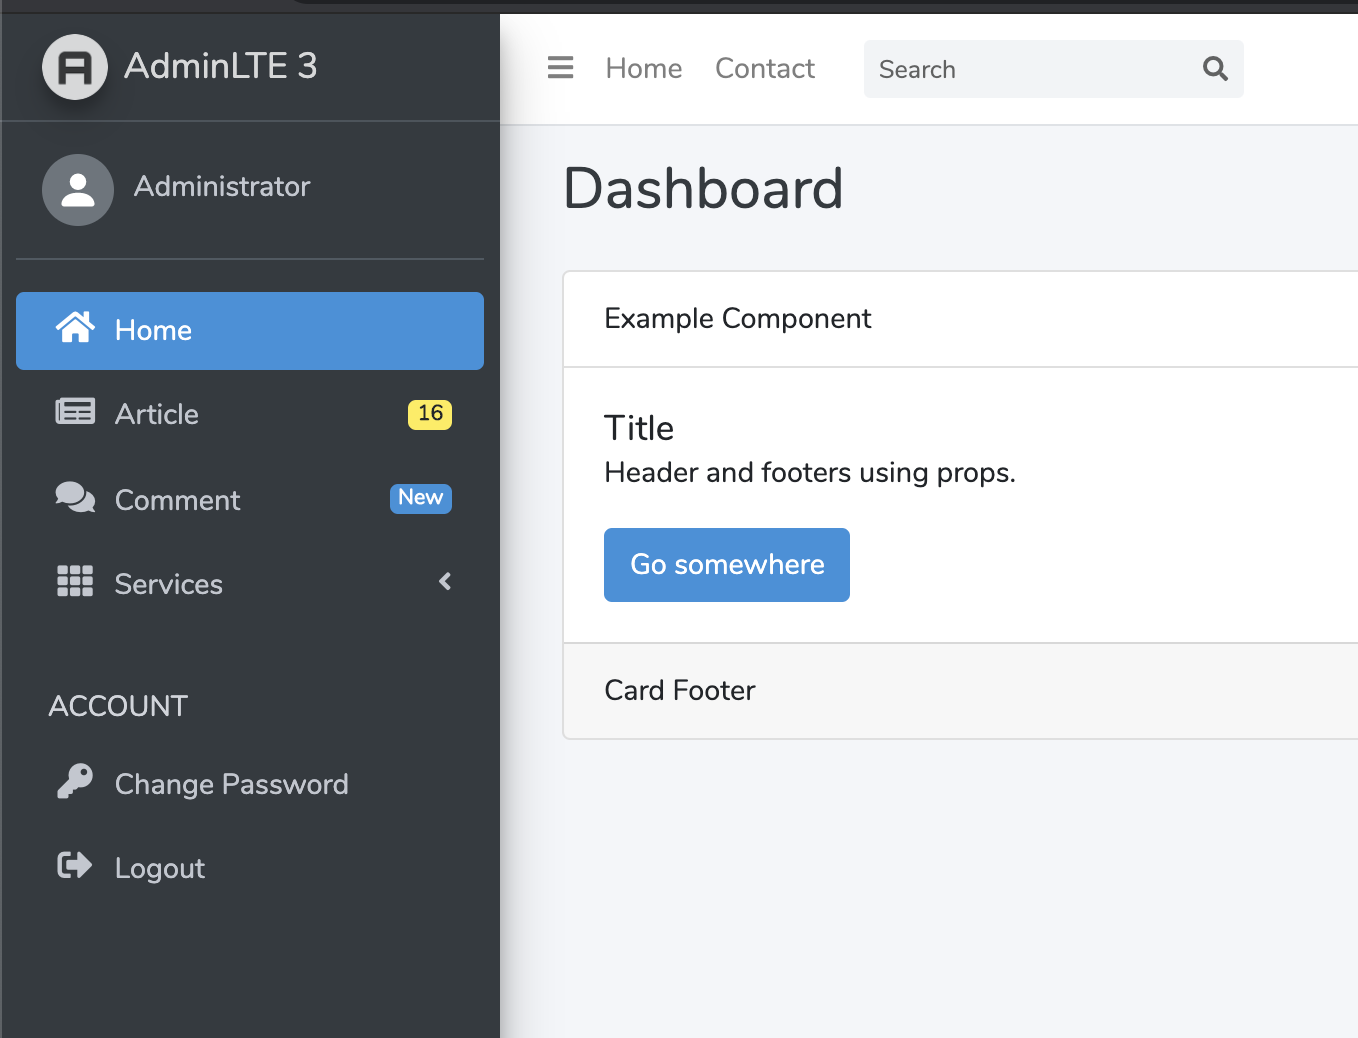 AdminLTE 3
Administrator
Home
Article 16
Comment New
Services
ACCOUNT
Change Password
Logout
Home Contact Search
Dashboard
Example Component
Title
Header and footers using props.
Go somewhere
Card Footer